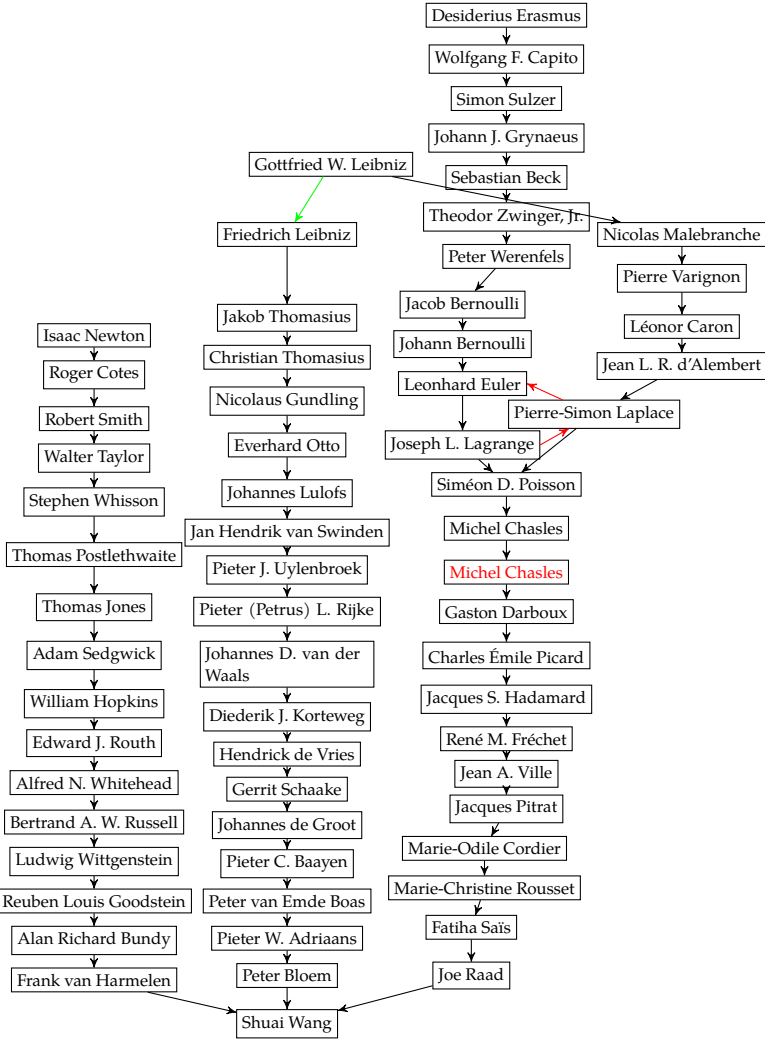 Desiderius Erasmus
Wolfgang F. Capito
Simon Sulzer
Johann J. Grynaeus
Gottfried W. Leibniz
Sebastian Beck
Theodor Zwinger, Jr.
Friedrich Leibniz
Nicolas Malebranche
Peter Werenfels
Pierre Varignon
Jacob Bernoulli
Jakob Thomasius
Léonor Caron
Isaac Newton
Johann Bernoulli
Christian Thomasius
Jean L. R. d'Alembert
Roger Cotes
Leonhard Euler
Nicolaus Gundling
Pierre-Simon Laplace
Robert Smith
Everhard Otto
Joseph L. Lagrange
Walter Taylor
Siméon D. Poisson
Johannes Lulofs
Stephen Whisson
Michel Chasles
Jan Hendrik van Swinden
Thomas Postlethwaite
Pieter J. Uylenbroek
Michel Chasles
Thomas Jones
Pieter (Petrus) L. Rijke
Gaston Darboux
Adam Sedgwick
Johannes D. van der
Waals
Charles Émile Picard
William Hopkins
Jacques S. Hadamard
Diederik J. Korteweg
Edward J. Routh
René M. Fréchet
Hendrick de Vries
Jean A. Ville
Alfred N. Whitehead
Gerrit Schaake
Jacques Pitrat
Bertrand A. W. Russell
Johannes de Groot
Marie-Odile Cordier
Ludwig Wittgenstein
Pieter C. Baayen
Marie-Christine Rousset
Reuben Louis Goodstein
Peter van Emde Boas
Fatiha Saïs
Alan Richard Bundy
Pieter W. Adriaans
Joe Raad
Frank van Harmelen
Peter Bloem
Shuai Wang